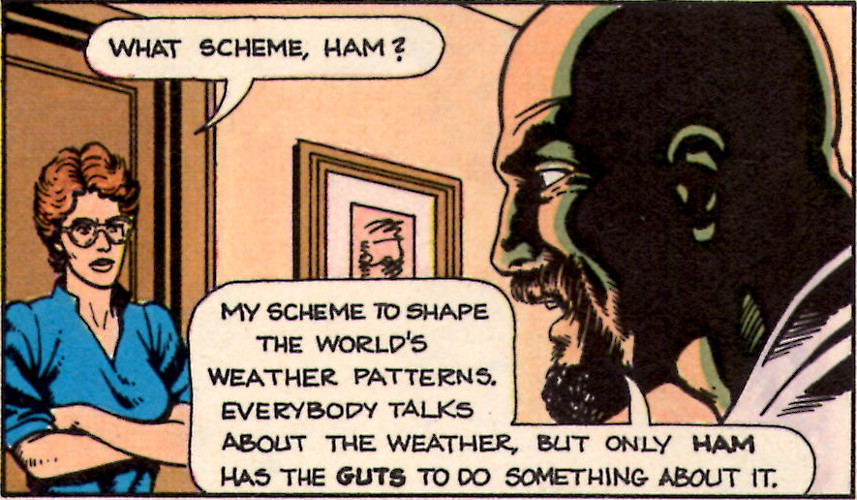 WHAT SCHEME, HAM?
MY SCHEME TO SHAPE
THE WORLD'S
WEATHER PATTERNS.
EVERYBODY TALKS
ABOUT THE WEATHER, BUT ONLY HAM
HAS THE GUTS TO DO SOMETHING ABOUT IT.